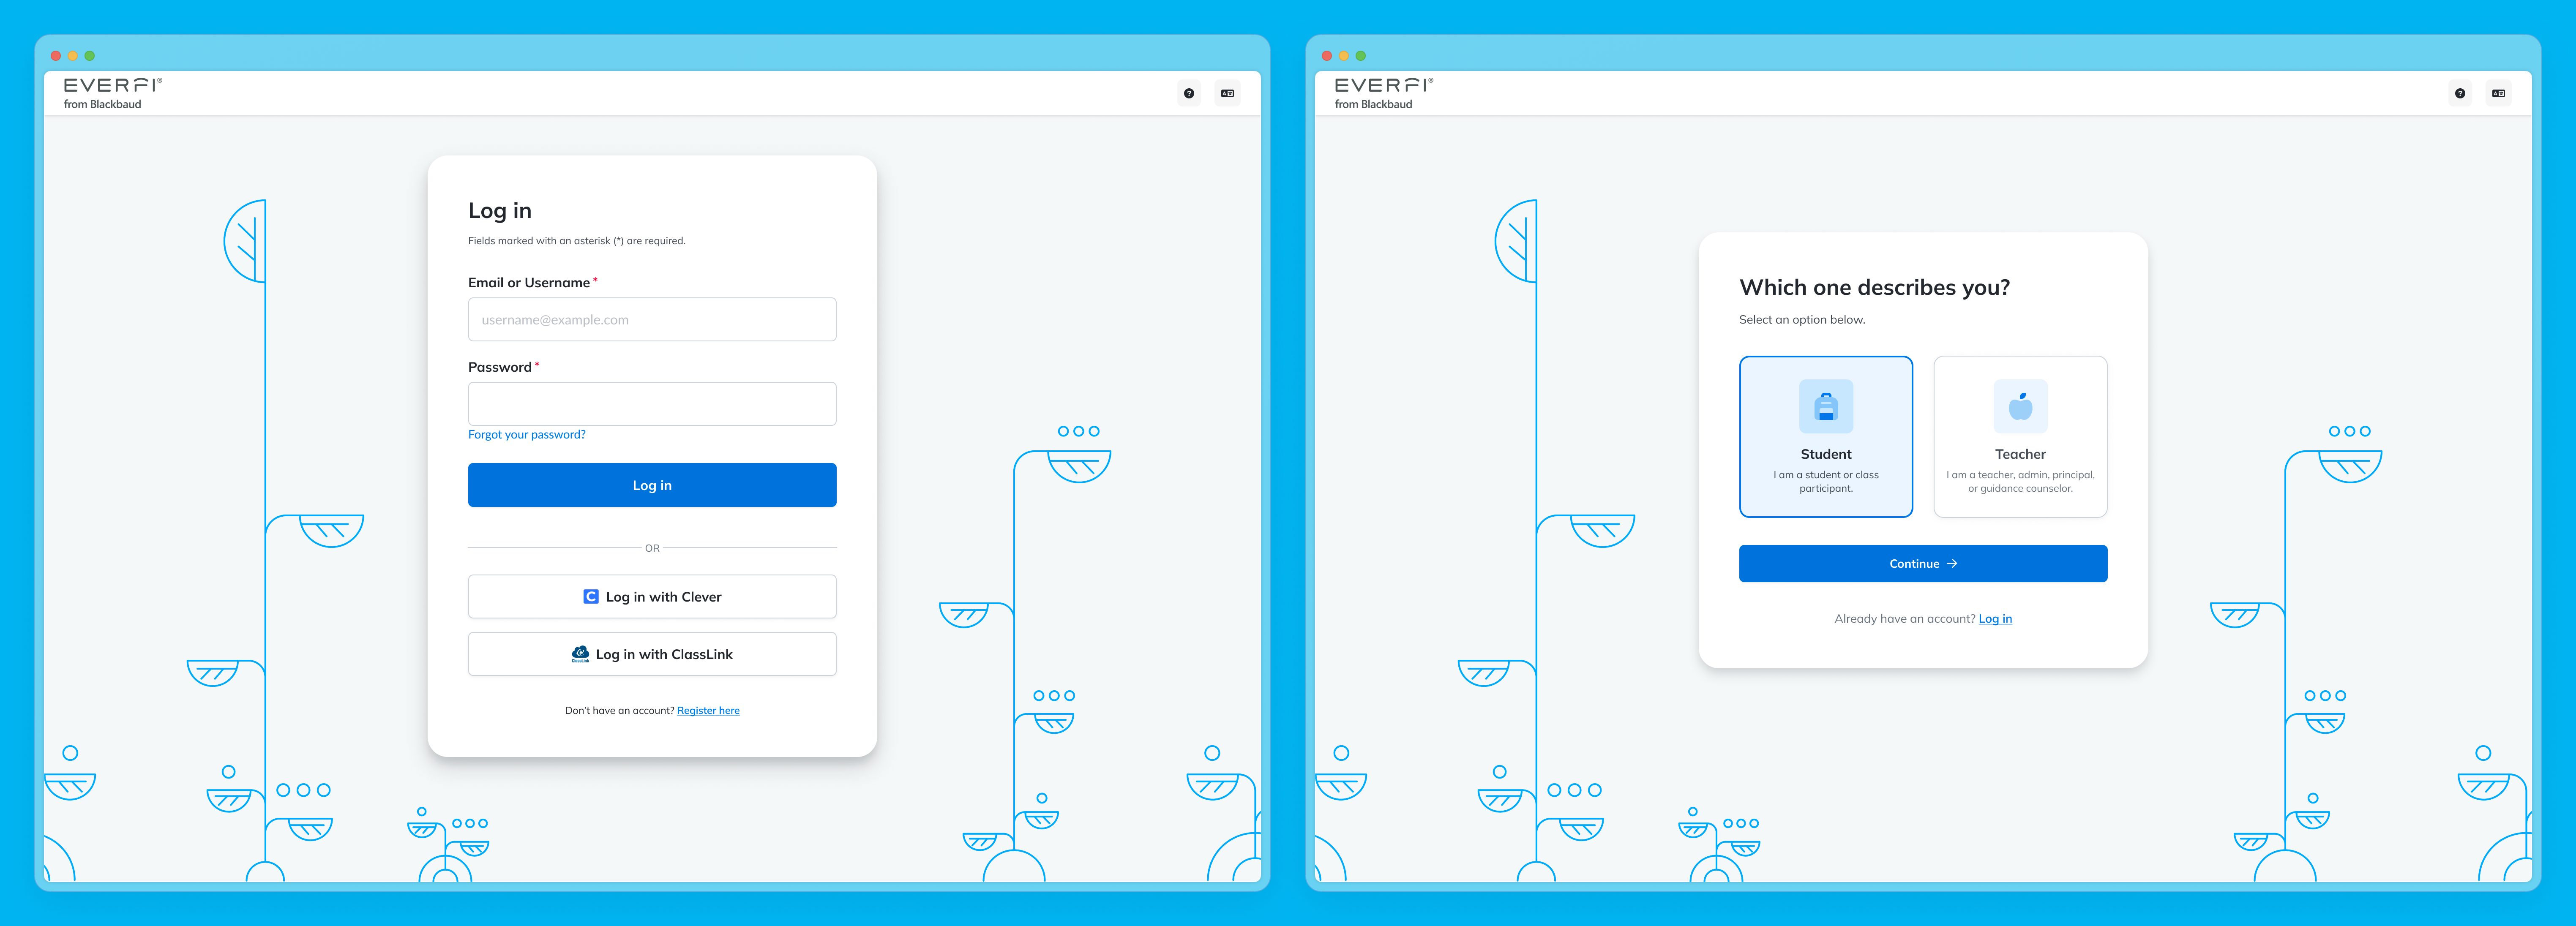 EVERFI®
from Blackbaud
Log in
Fields marked with an asterisk (*) are required.
Email or Username *
username@example.com
Password *
Forgot your password?
Log in
OR
C Log in with Clever
ClassLink Log in with ClassLink
Don't have an account? Register here
EVERFI®
from Blackbaud
Which one describes you?
Select an option below.
Student
I am a student or class
participant.
Teacher
I am a teacher, admin, principal,
or guidance counselor.
Continue →
Already have an account? Log in